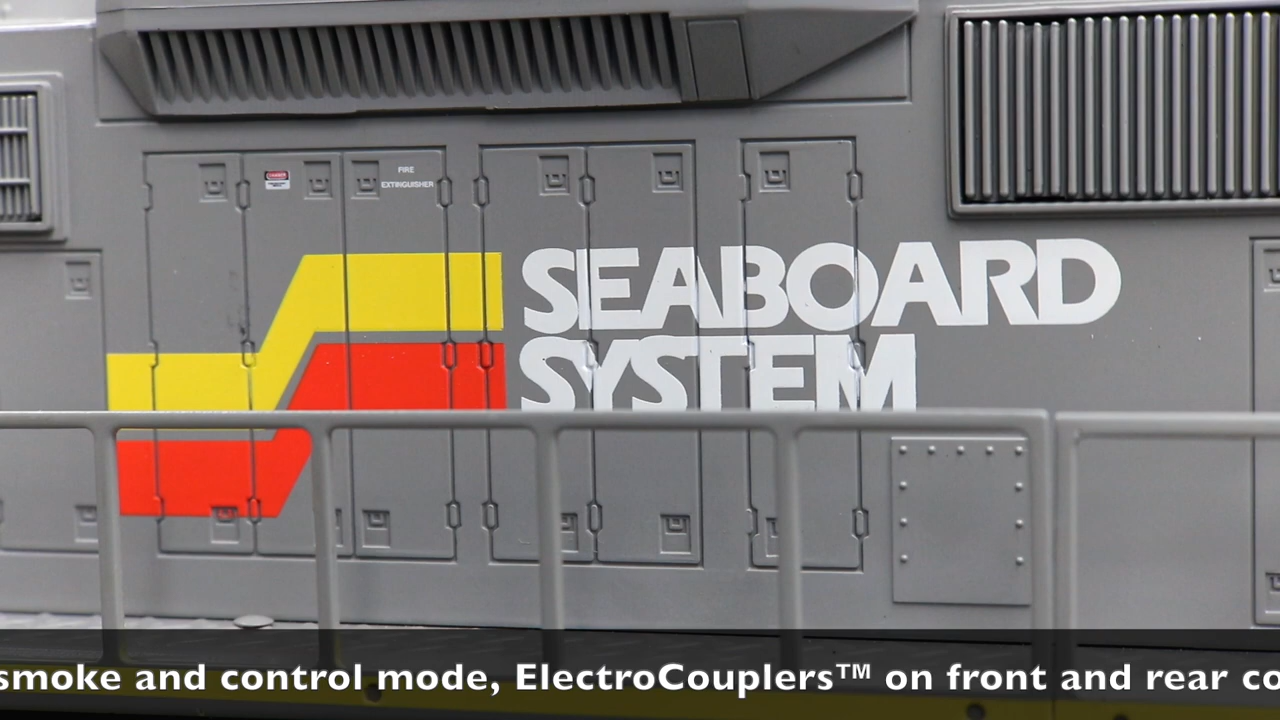 FIRE
EXTINGUISHER
SEABOARD
SYSTEM
smoke and control mode, ElectroCouplers™ on front and rear co